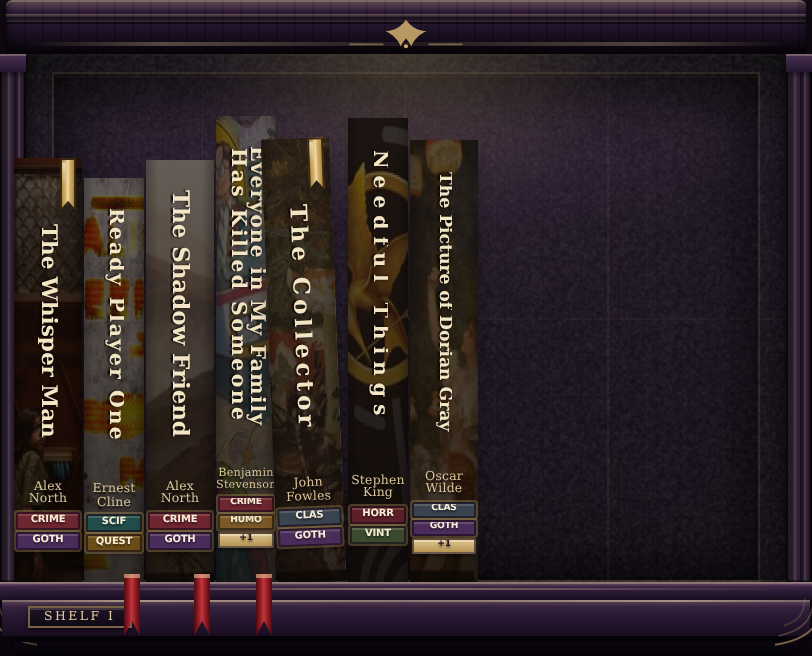 The Whisper Man
Alex
North
CRIME
GOTH
Ready Player One
Ernest
Cline
SCIF
QUEST
The Shadow Friend
Alex
North
CRIME
GOTH
Everyone in My Family
Has Killed Someone
Benjamin
Stevenson
CRIME
HUMO
+1
The Collector
John
Fowles
CLAS
GOTH
Needful Things
Stephen
King
HORR
VINT
The Picture of Dorian Gray
Oscar
Wilde
CLAS
GOTH
+1
SHELF I